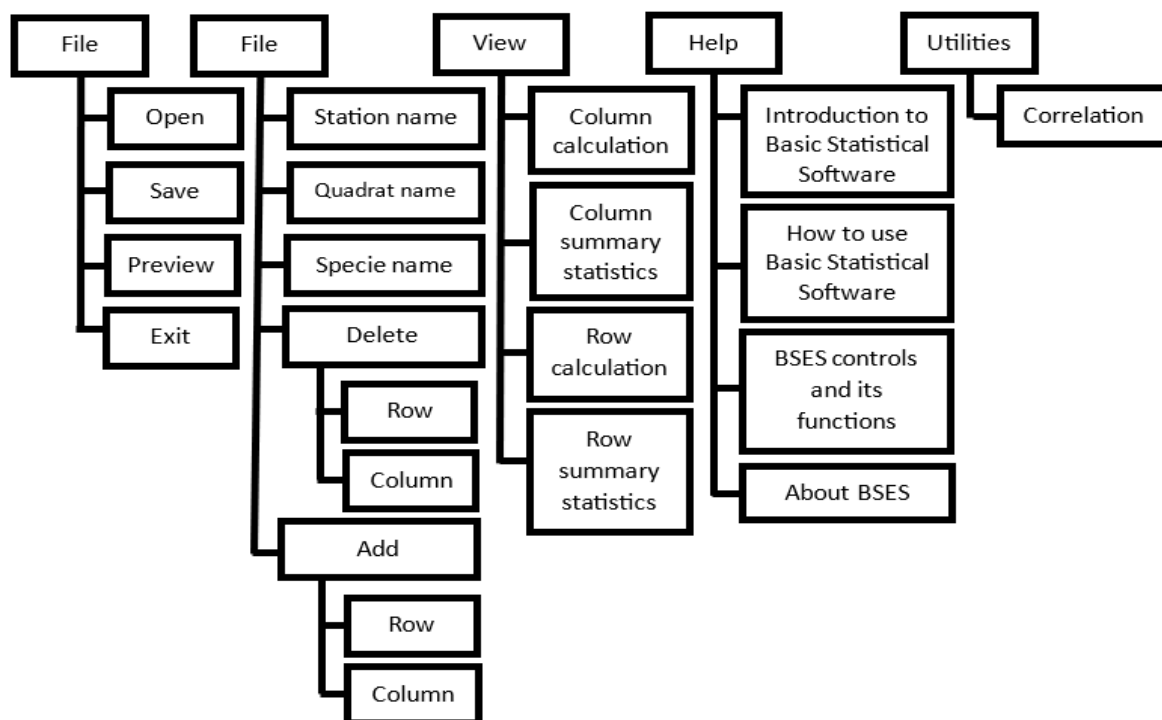 File
Open
Save
Preview
Exit
File
Station name
Quadrat name
Specie name
Delete
Row
Column
Add
Row
Column
View
Column
calculation
Column
summary
statistics
Row
calculation
Row
summary
statistics
Help
Introduction to
Basic Statistical
Software
How to use
Basic Statistical
Software
BSES controls
and its
functions
About BSES
Utilities
Correlation